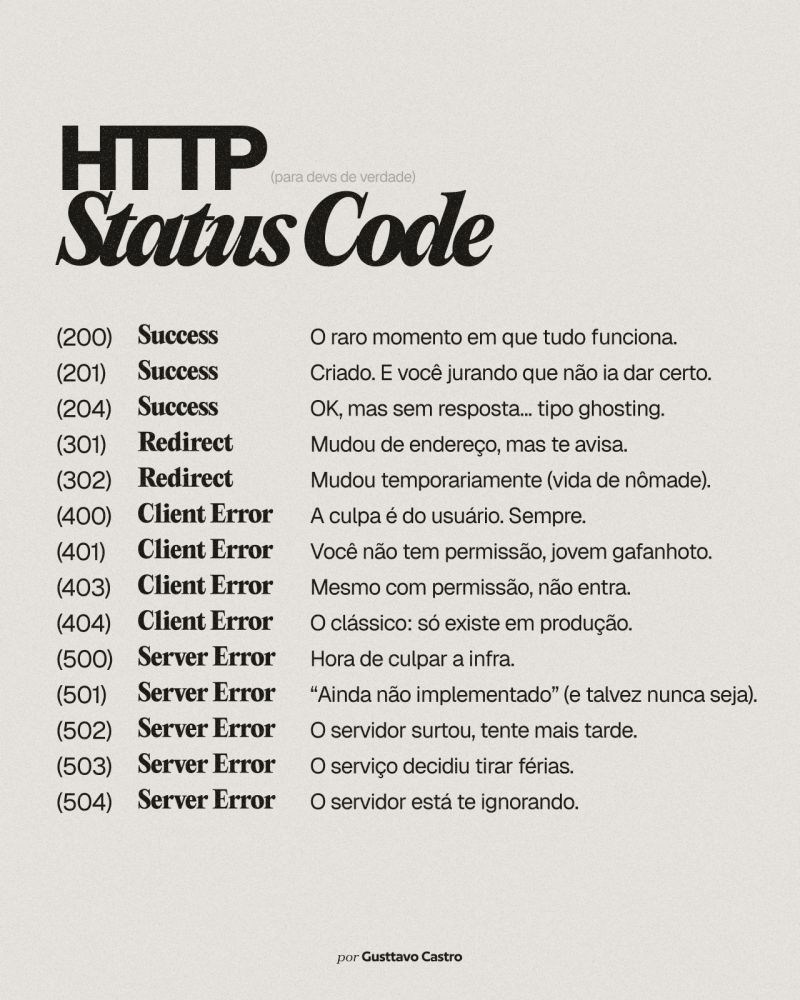 HTTP (para devs de verdade)
Status Code
(200) Success O raro momento em que tudo funciona.
(201) Success Criado. E você jurando que não ia dar certo.
(204) Success OK, mas sem resposta... tipo ghosting.
(301) Redirect Mudou de endereço, mas te avisa.
(302) Redirect Mudou temporariamente (vida de nômade).
(400) Client Error A culpa é do usuário. Sempre.
(401) Client Error Você não tem permissão, jovem gafanhoto.
(403) Client Error Mesmo com permissão, não entra.
(404) Client Error O clássico: só existe em produção.
(500) Server Error Hora de culpar a infra.
(501) Server Error “Ainda não implementado” (e talvez nunca seja).
(502) Server Error O servidor surtou, tente mais tarde.
(503) Server Error O serviço decidiu tirar férias.
(504) Server Error O servidor está te ignorando.
por Gusttavo Castro